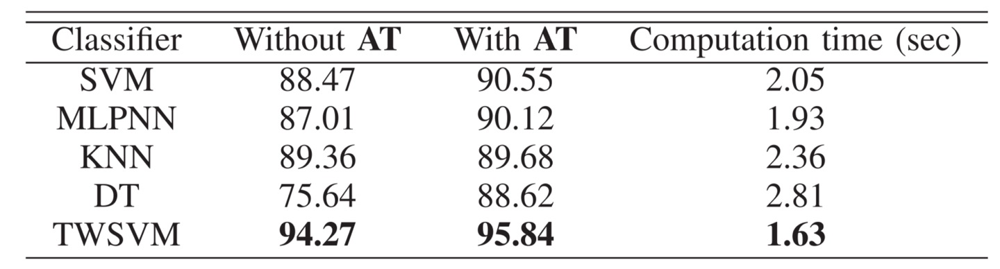 Classifier Without AT With AT Computation time (sec)
SVM 88.47 90.55 2.05
MLPNN 87.01 90.12 1.93
KNN 89.36 89.68 2.36
DT 75.64 88.62 2.81
TWSVM 94.27 95.84 1.63